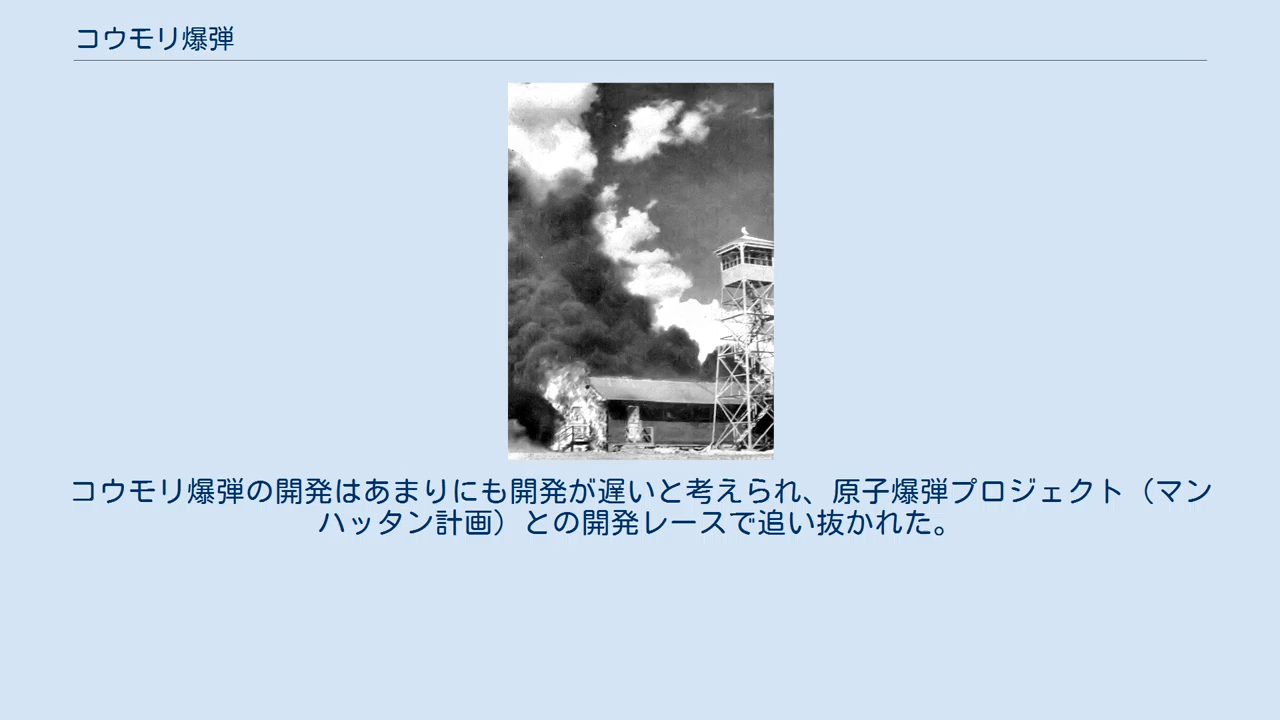 コウモリ爆弾
コウモリ爆弾の開発はあまりにも開発が遅いと考えられ、原子爆弾プロジェクト（マン
ハッタン計画）との開発レースで追い抜かれた。